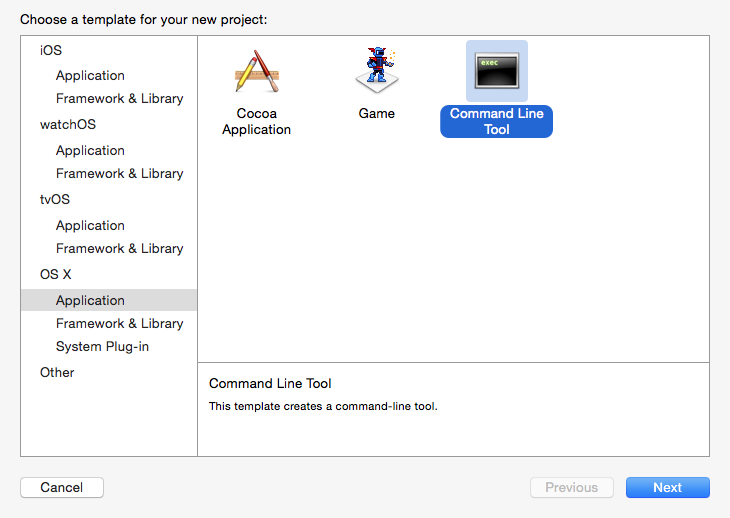 Choose a template for your new project:
iOS
Application
Framework & Library
watchOS
Application
Framework & Library
tvOS
Application
Framework & Library
OS X
Application
Framework & Library
System Plug-in
Other
Cocoa
Application
Game
exec
Command Line
Tool
Command Line Tool
This template creates a command-line tool.
Cancel
Previous
Next